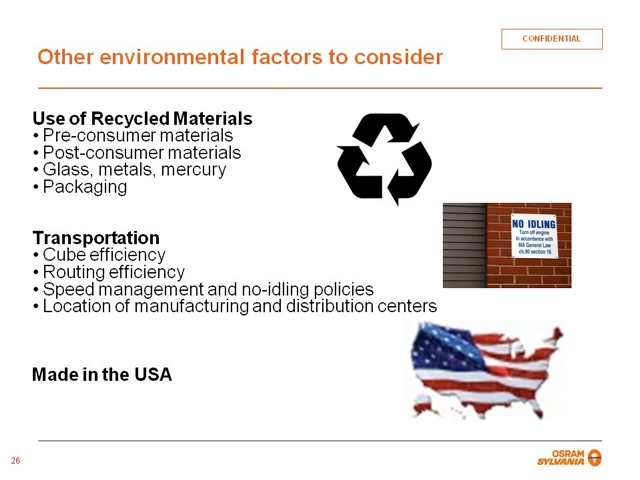 CONFIDENTIAL
Other environmental factors to consider
Use of Recycled Materials
• Pre-consumer materials
• Post-consumer materials
• Glass, metals, mercury
• Packaging
NO IDLING
Turn off engine
in accordance with
MA General Law
ch.90 section 16
Transportation
• Cube efficiency
• Routing efficiency
• Speed management and no-idling policies
• Location of manufacturing and distribution centers
Made in the USA
26
OSRAM
SYLVANIA